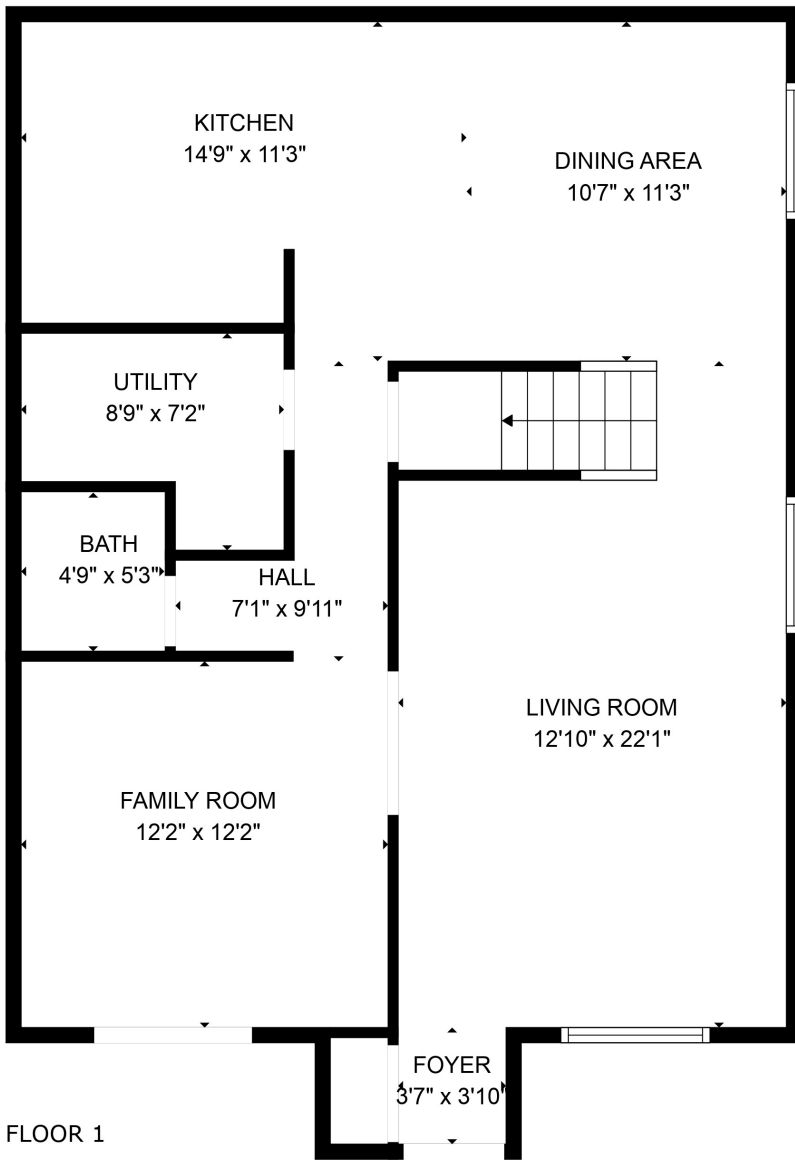 KITCHEN
14'9" x 11'3"
DINING AREA
10'7" x 11'3"
UTILITY
8'9" x 7'2"
BATH
4'9" x 5'3"
HALL
7'1" x 9'11"
LIVING ROOM
12'10" x 22'1"
FAMILY ROOM
12'2" x 12'2"
FOYER
3'7" x 3'10"
FLOOR 1